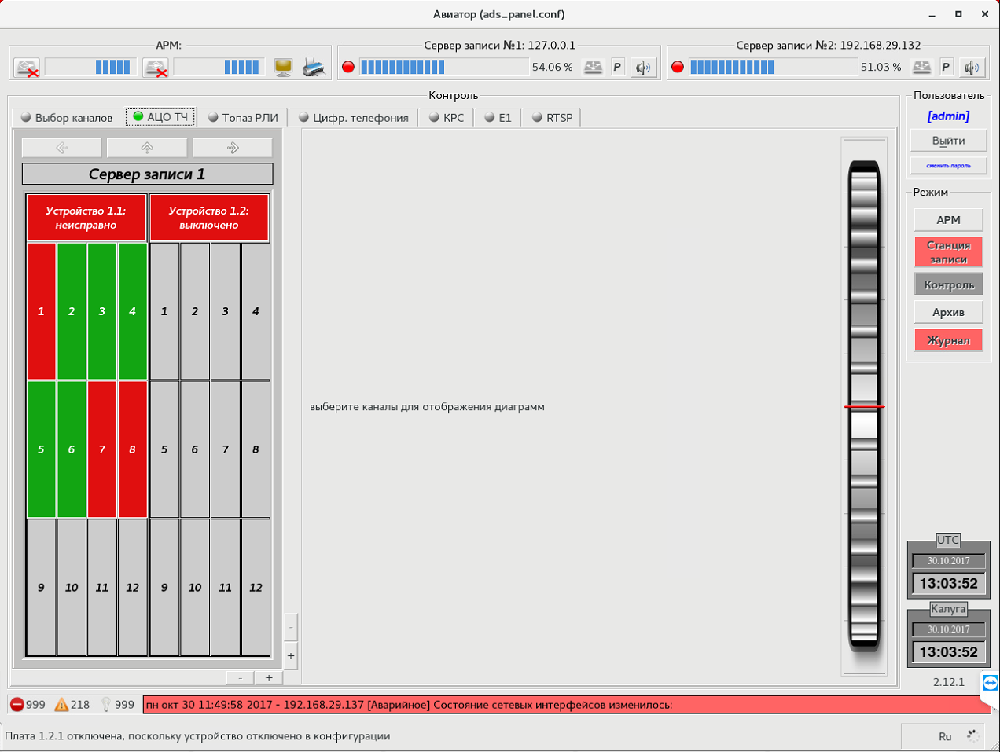 Авиатор (ads_panel.conf)
АРМ:
Сервер записи №1: 127.0.0.1
54.06 %
P
Сервер записи №2: 192.168.29.132
51.03 %
P
Контроль
Выбор каналов
АЦО ТЧ
Топаз РЛИ
Цифр. телефония
КРС
E1
RTSP
Сервер записи 1
Устройство 1.1:
неисправно
Устройство 1.2:
выключено
1 2 3 4 1 2 3 4
5 6 7 8 5 6 7 8
9 10 11 12 9 10 11 12
-
+
- +
выберите каналы для отображения диаграмм
Пользователь
[admin]
Выйти
сменить пароль
Режим
АРМ
Станция
записи
Контроль
Архив
Журнал
UTC
30.10.2017
13:03:52
Калуга
30.10.2017
13:03:52
2.12.1
999 218 999
пн окт 30 11:49:58 2017 - 192.168.29.137 [Аварийное] Состояние сетевых интерфейсов изменилось:
Плата 1.2.1 отключена, поскольку устройство отключено в конфигурации
Ru